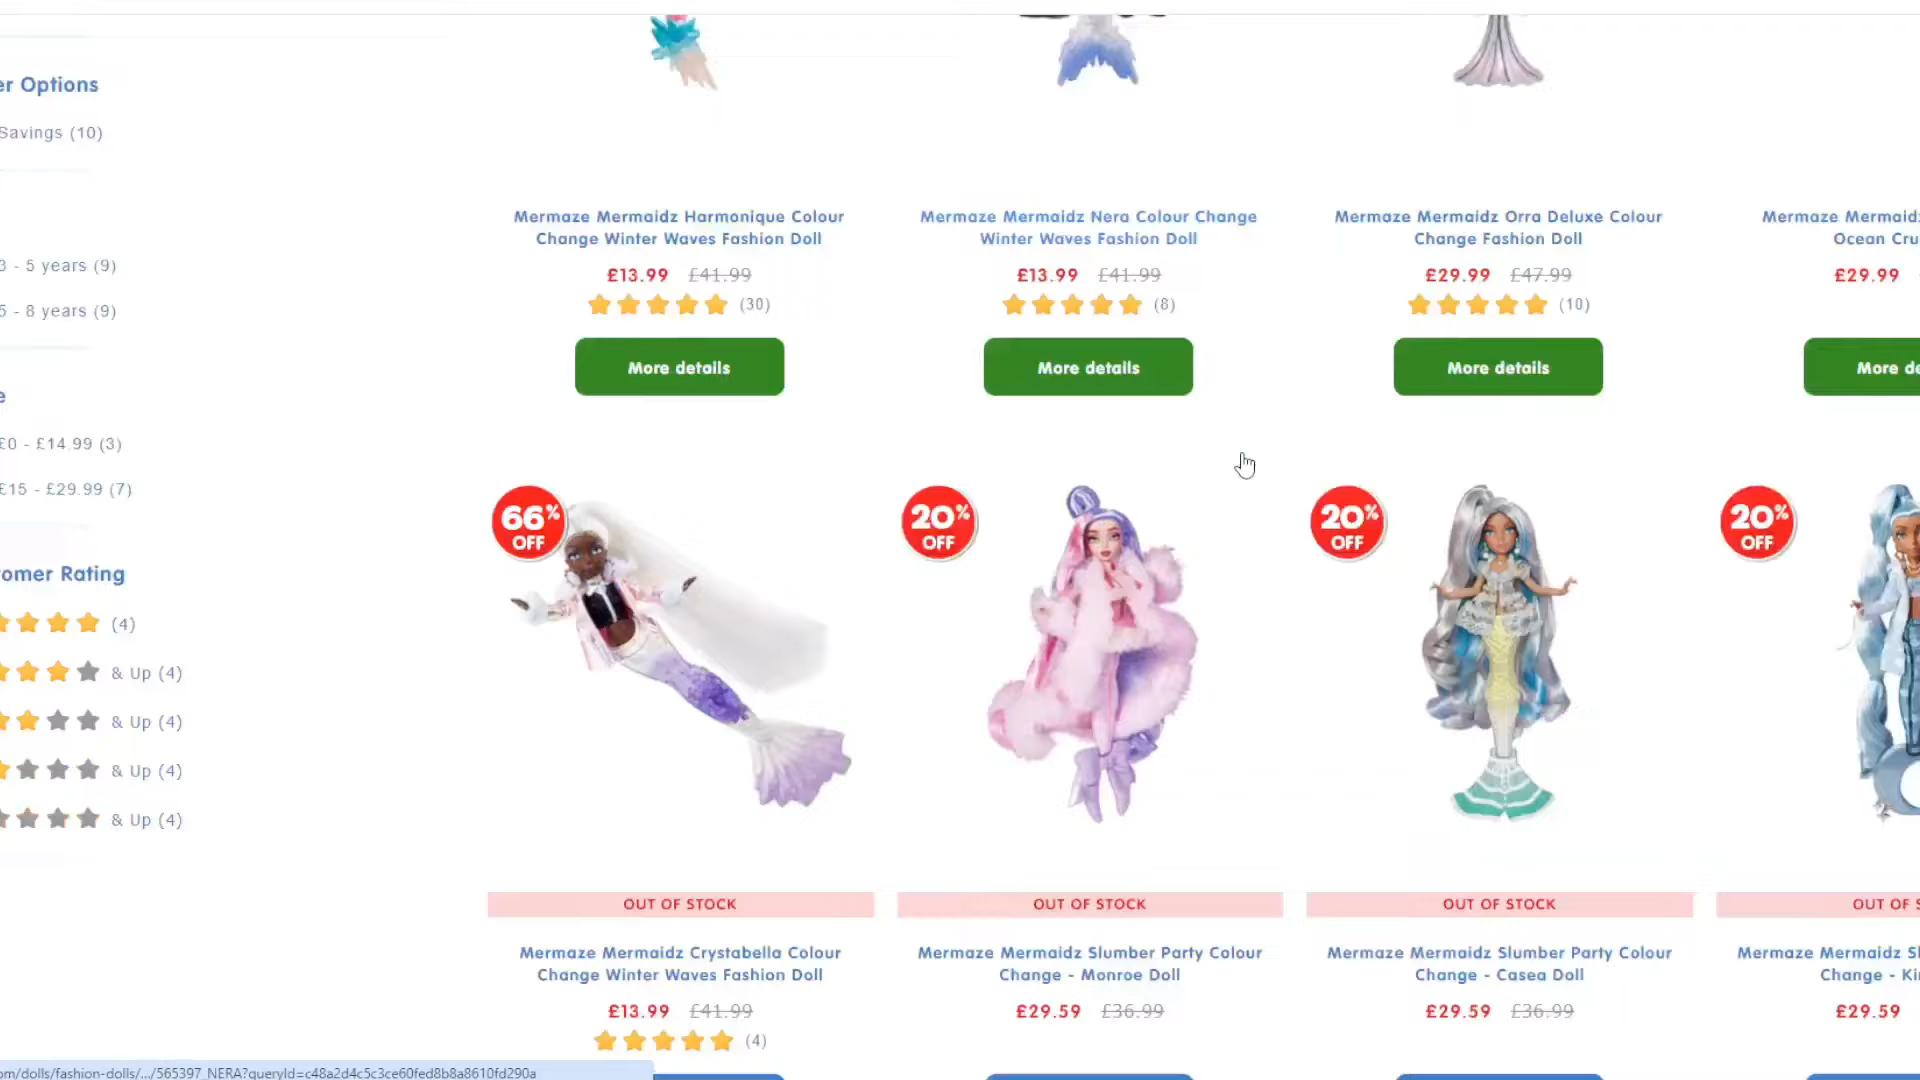 er Options
Savings (10)
3 - 5 years (9)
5 - 8 years (9)
e
£0 - £14.99 (3)
£15 - £29.99 (7)
omer Rating
(4)
& Up (4)
& Up (4)
& Up (4)
& Up (4)
Mermaze Mermaidz Harmonique Colour
Change Winter Waves Fashion Doll
£13.99 £41.99
(30)
More details
Mermaze Mermaidz Nera Colour Change
Winter Waves Fashion Doll
£13.99 £41.99
(8)
More details
Mermaze Mermaidz Orra Deluxe Colour
Change Fashion Doll
£29.99 £47.99
(10)
More details
Mermaze Mermaidz
Ocean Cru
£29.99
More de
66%
OFF
OUT OF STOCK
Mermaze Mermaidz Crystabella Colour
Change Winter Waves Fashion Doll
£13.99 £41.99
(4)
20%
OFF
OUT OF STOCK
Mermaze Mermaidz Slumber Party Colour
Change - Monroe Doll
£29.59 £36.99
20%
OFF
OUT OF STOCK
Mermaze Mermaidz Slumber Party Colour
Change - Casea Doll
£29.59 £36.99
20%
OFF
OUT OF S
Mermaze Mermaidz Sl
Change - Ki
£29.59
om/dolls/fashion-dolls/.../565397_NERA?queryId=c48a2d4c5c3ce60fed8b8a8610fd290a